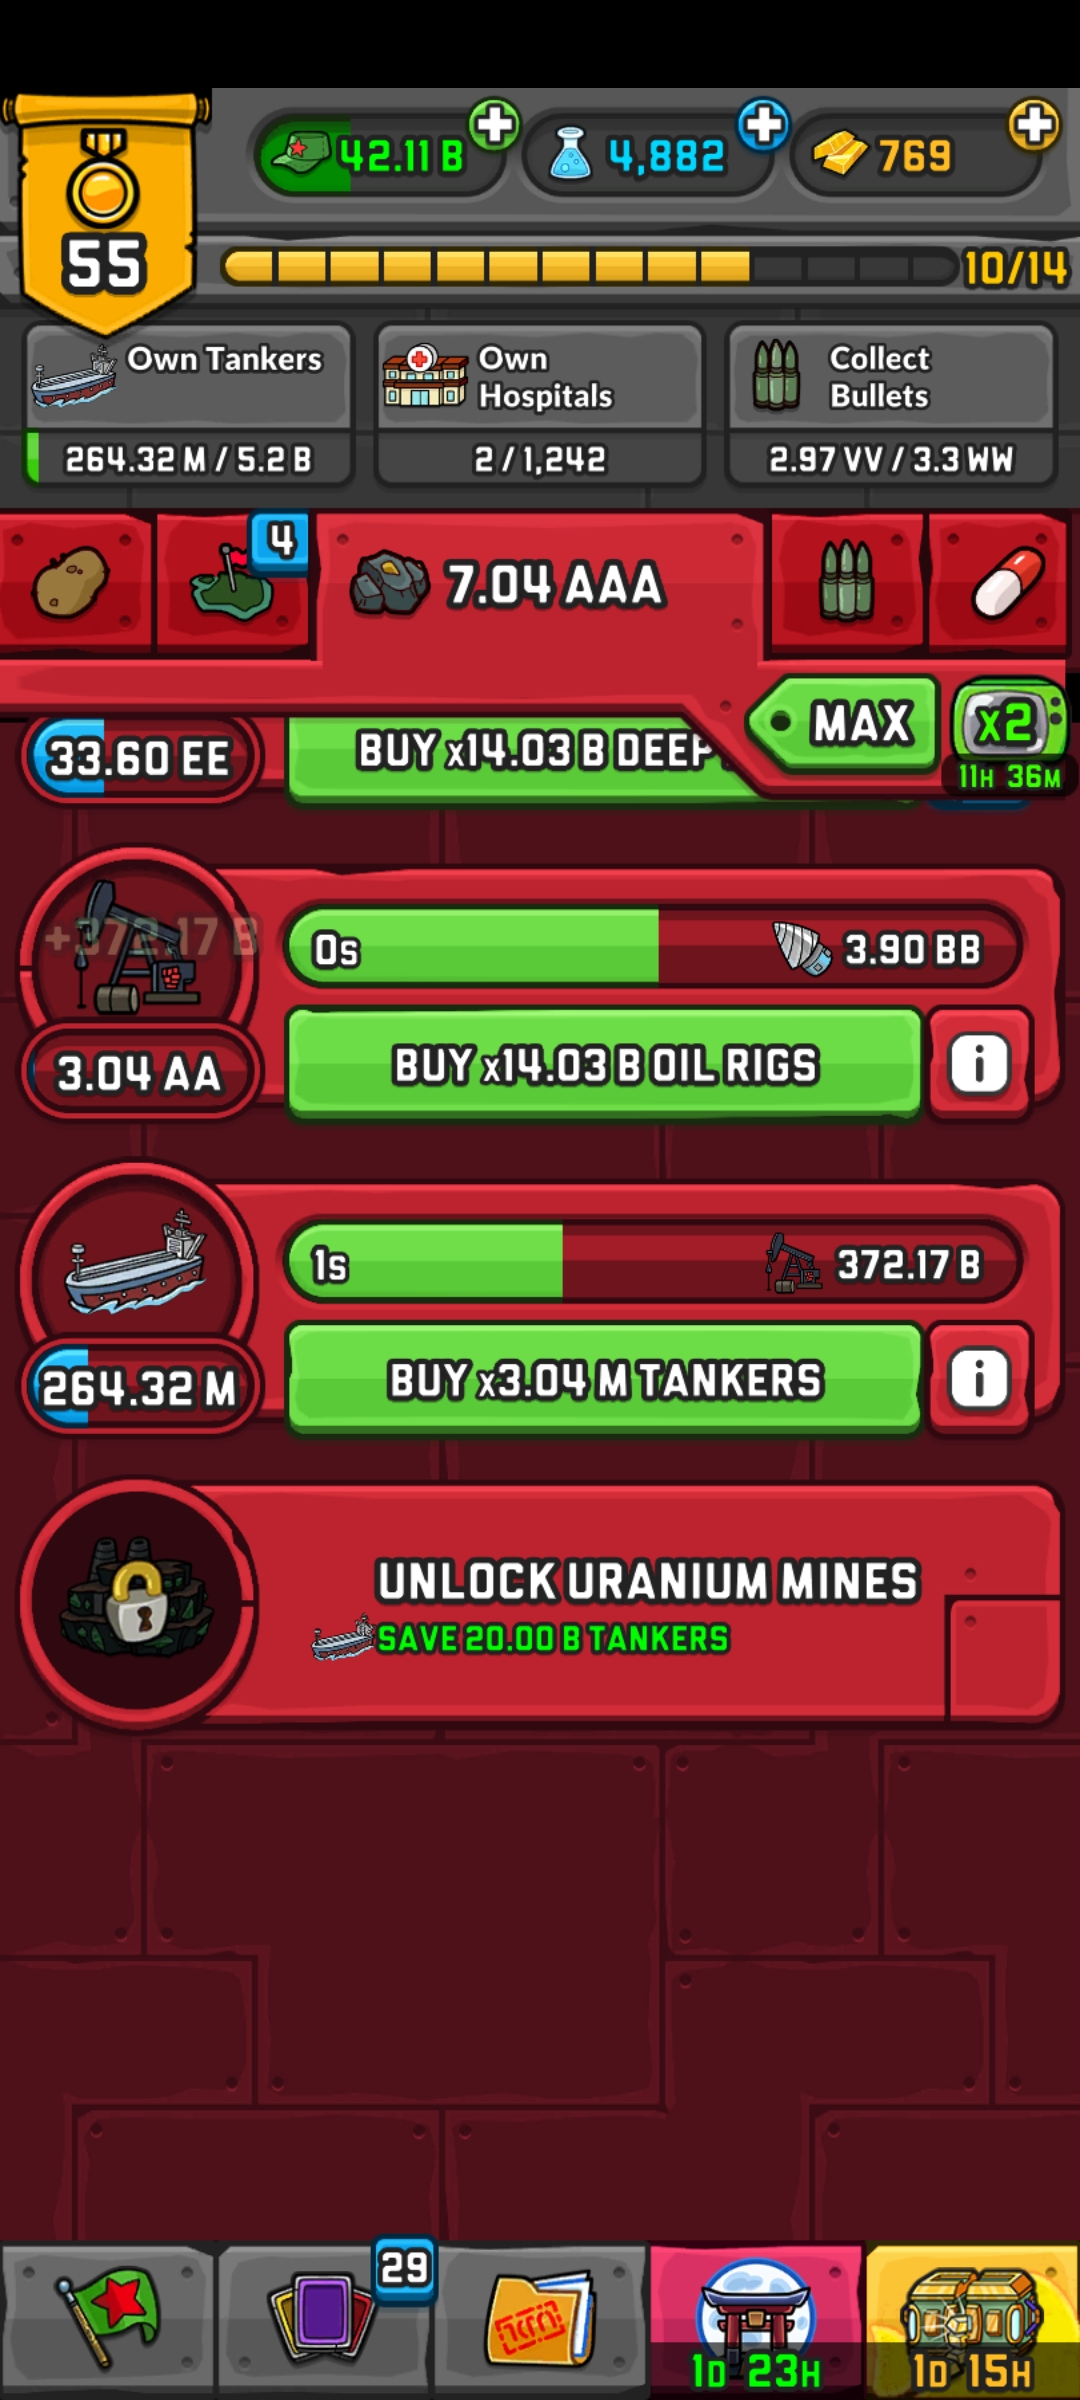 42.11 B
4,882
769
55
10/14
Own Tankers
264.32 M / 5.2 B
Own
Hospitals
2 / 1,242
Collect
Bullets
2.97 VV / 3.3 WW
4
7.04 AAA
MAX
x2
11H 36M
33.60 EE
BUY x14.03 B DEEP
+372.17 B
0s
3.90 BB
3.04 AA
BUY x14.03 B OIL RIGS
i
1s
372.17 B
264.32 M
BUY x3.04 M TANKERS
i
UNLOCK URANIUM MINES
SAVE 20.00 B TANKERS
29
1D 23H
1D 15H